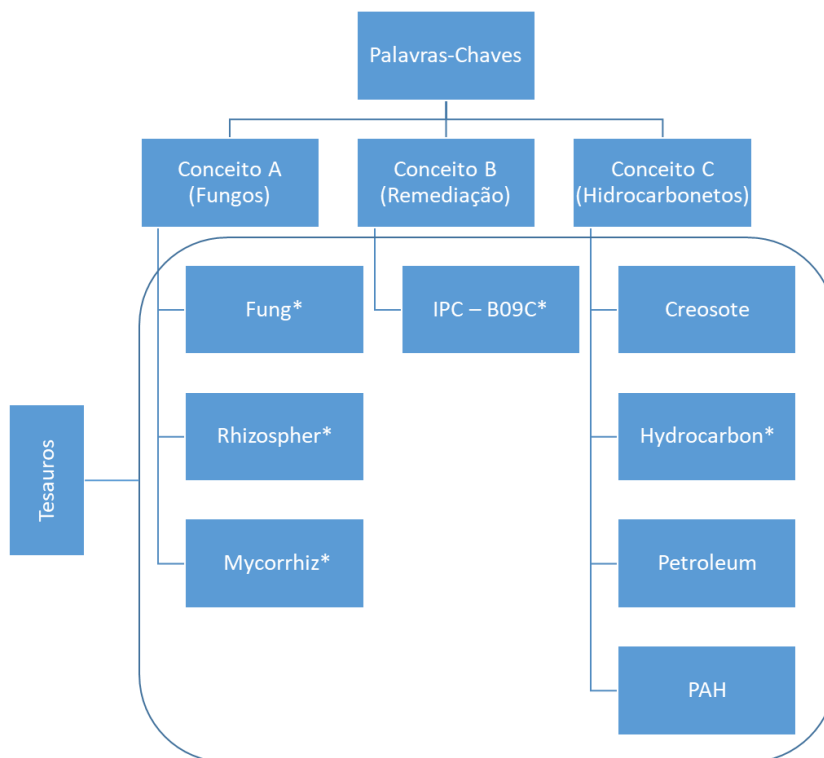 Palavras-Chaves
Conceito A
(Fungos)
Conceito B
(Remediação)
Conceito C
(Hidrocarbonetos)
Fung*
IPC – B09C*
Creosote
Rhizospher*
Hydrocarbon*
Tesauros
Mycorrhiz*
Petroleum
PAH